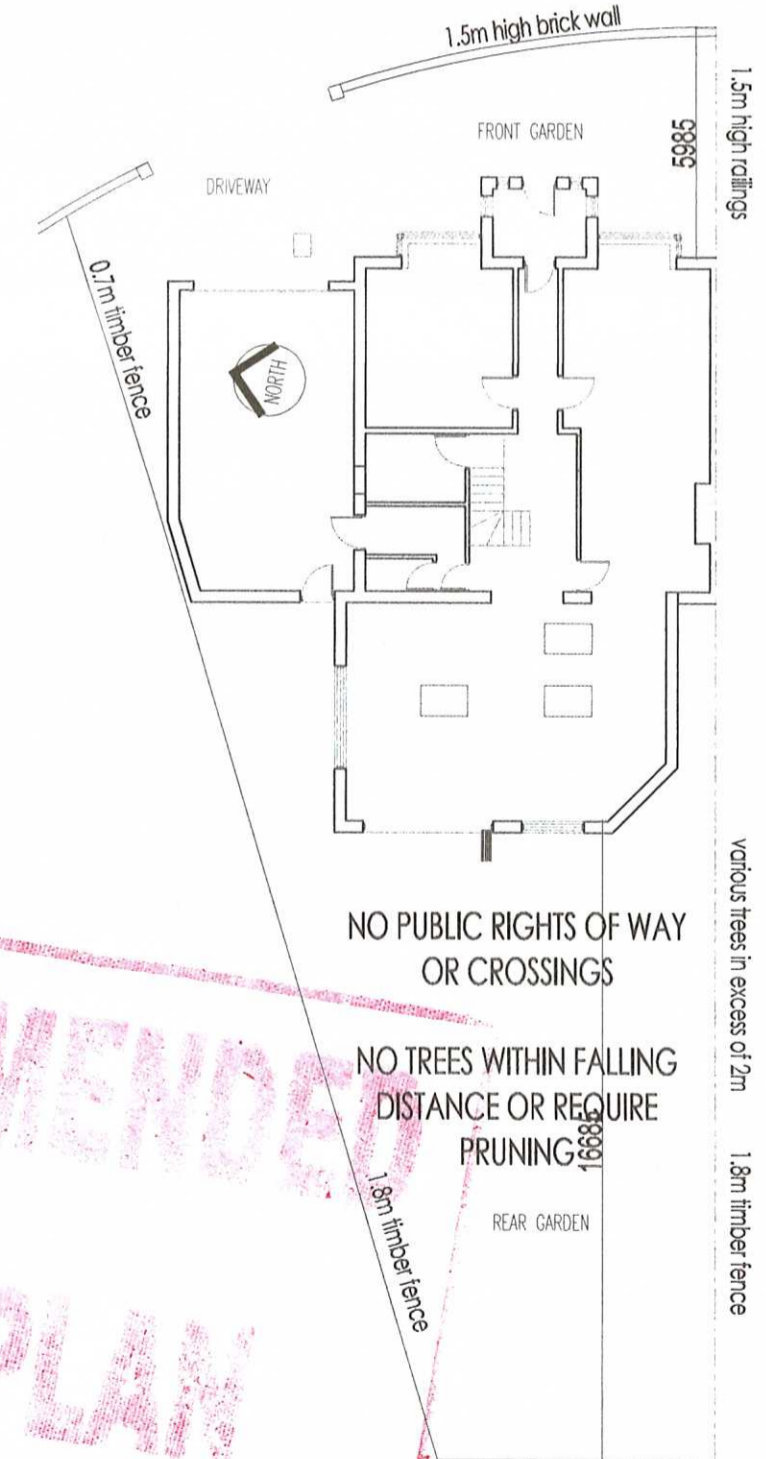 1.5m high brick wall
1.5m high railings
FRONT GARDEN
5985
DRIVEWAY
0.7m timber fence
NORTH
various trees in excess of 2m
NO PUBLIC RIGHTS OF WAY
OR CROSSINGS
NO TREES WITHIN FALLING
DISTANCE OR REQUIRE
PRUNING
1.8m timber fence
1.8m timber fence
REAR GARDEN
MENDED
PLAN